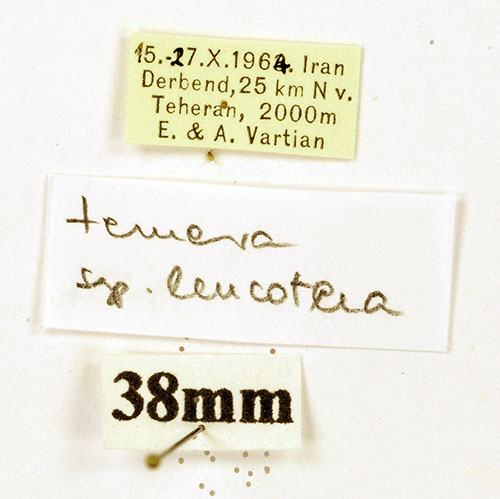 15.-27.X.1964. Iran
Derbend, 25 km N v.
Teheran, 2000m
E. & A. Vartian
temera
ssp. leucotera
38mm